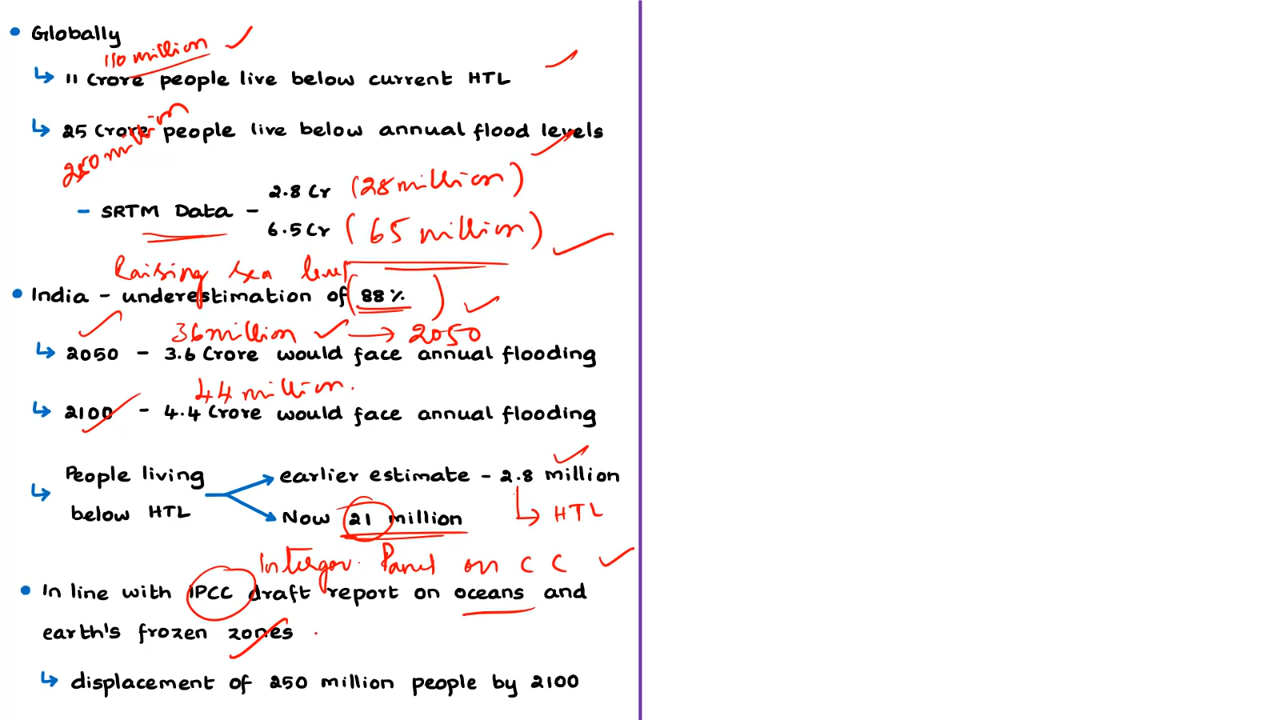 • Globally
110 million
↳ 11 Crore people live below current HTL
↳ 25 Crore people live below annual flood levels
250 million
2.8 Cr (28 million)
- SRTM Data -
6.5 Cr (65 million)
Raising sea level
• India - underestimation of (88%)
36 million → 2050
↳ 2050 - 3.6 Crore would face annual flooding
44 million.
↳ 2100 - 4.4 Crore would face annual flooding
↳ People living below HTL
earlier estimate - 2.8 million
↳ HTL
Now 21 million
Intergov. Panel on C C
• In line with IPCC draft report on oceans and
earth's frozen zones
↳ displacement of 250 million people by 2100